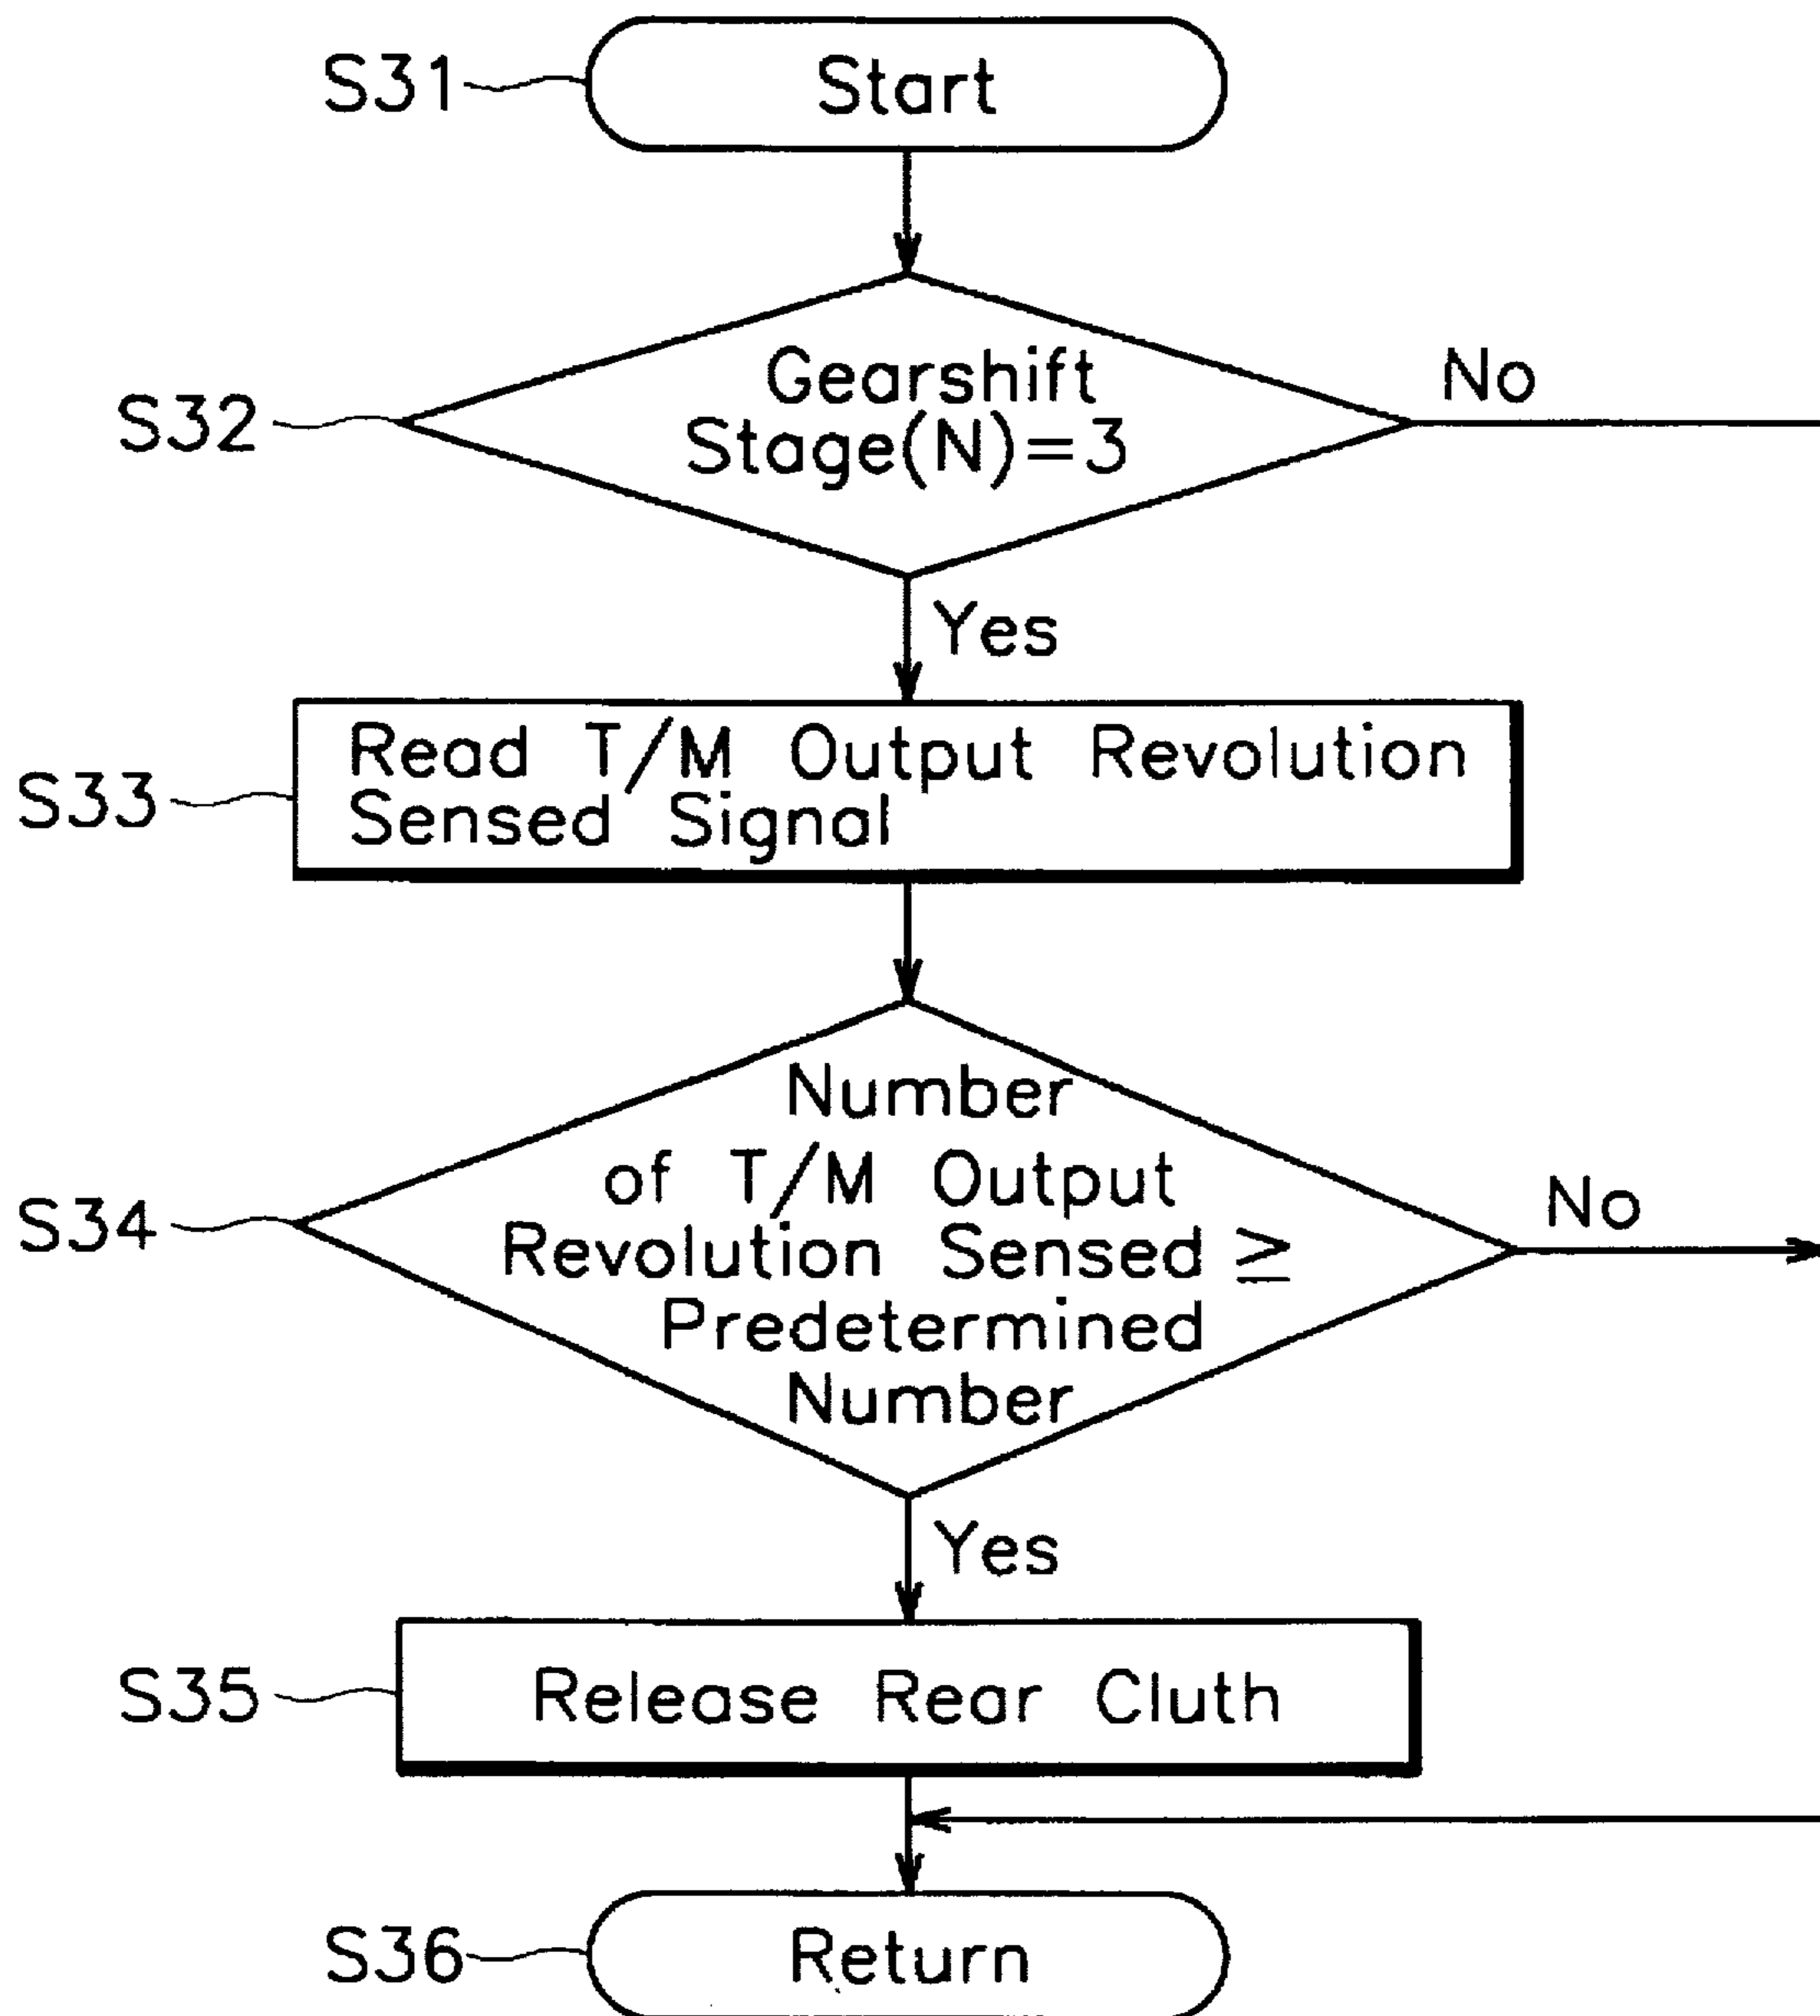 S31
Start
S32
Gearshift
Stage(N)=3
No
Yes
S33
Read T/M Output Revolution
Sensed Signal
S34
Number
of T/M Output
Revolution Sensed ≥
Predetermined
Number
No
Yes
S35
Release Rear Cluth
S36
Return